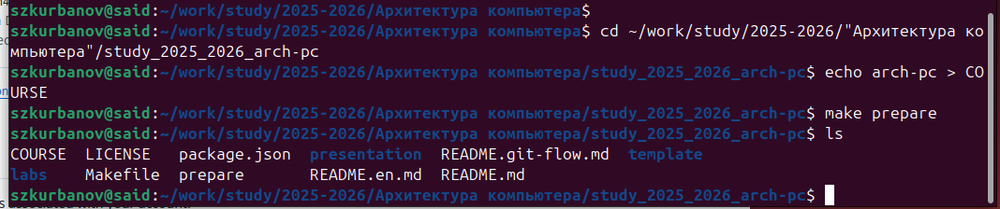 szkurbanov@said:~/work/study/2025-2026/Архитектура компьютера$
szkurbanov@said:~/work/study/2025-2026/Архитектура компьютера$ cd ~/work/study/2025-2026/"Архитектура ко
мпьютера"/study_2025_2026_arch-pc
szkurbanov@said:~/work/study/2025-2026/Архитектура компьютера/study_2025_2026_arch-pc$ echo arch-pc > CO
URSE
szkurbanov@said:~/work/study/2025-2026/Архитектура компьютера/study_2025_2026_arch-pc$ make prepare
szkurbanov@said:~/work/study/2025-2026/Архитектура компьютера/study_2025_2026_arch-pc$ ls
COURSE LICENSE package.json presentation README.git-flow.md template
labs Makefile prepare README.en.md README.md
szkurbanov@said:~/work/study/2025-2026/Архитектура компьютера/study_2025_2026_arch-pc$